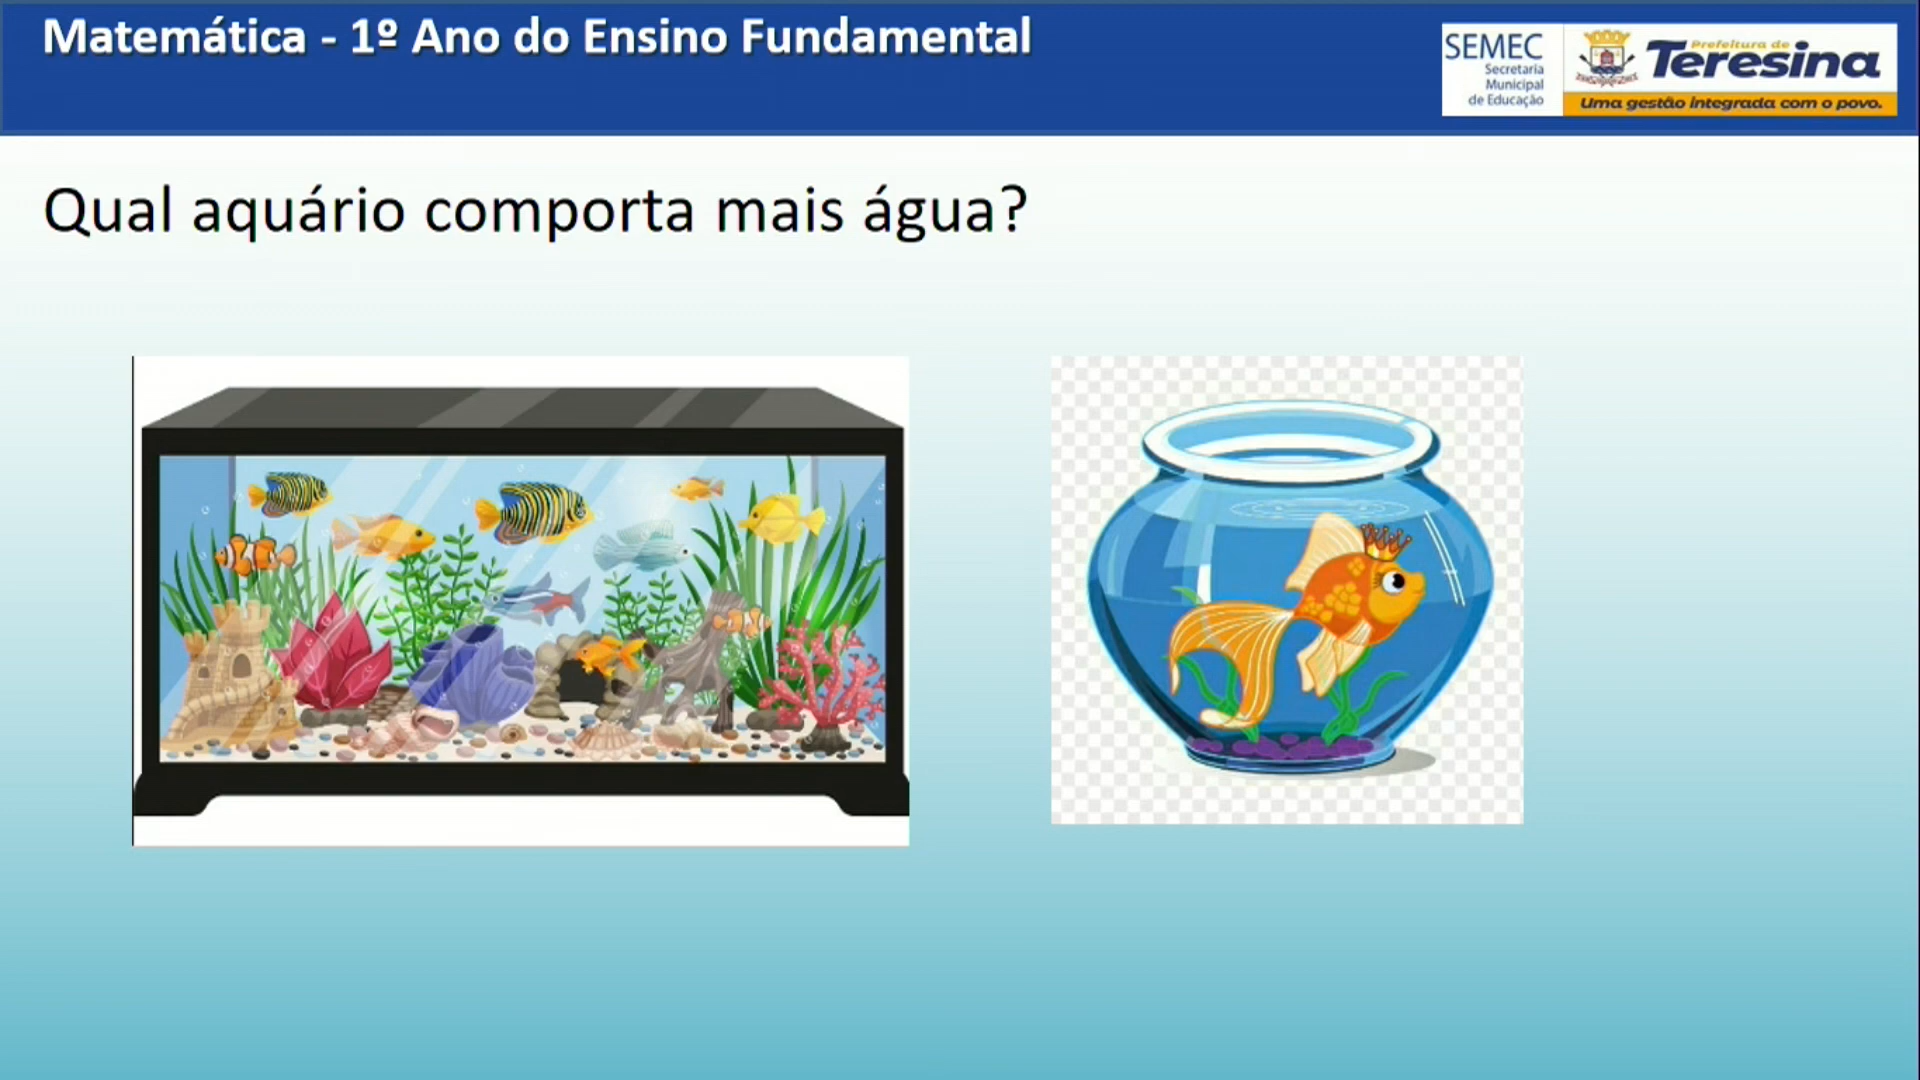 Matemática - 1º Ano do Ensino Fundamental
SEMEC
Secretaria
Municipal
de Educação
Prefeitura de
Teresina
Uma gestão integrada com o povo.
Qual aquário comporta mais água?